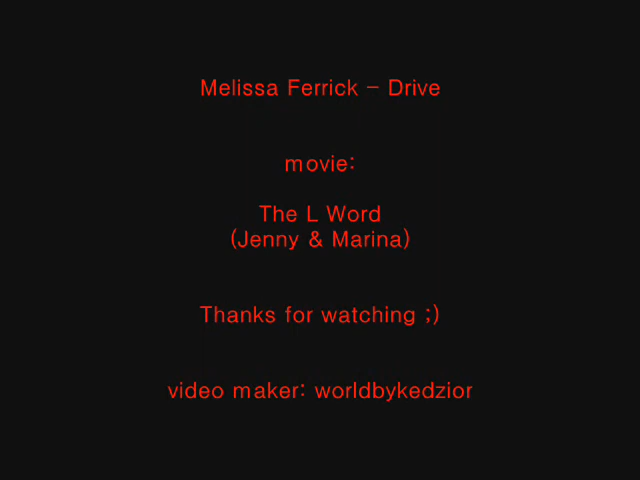 Melissa Ferrick - Drive
movie:
The L Word
(Jenny & Marina)
Thanks for watching ;)
video maker: worldbykedzior